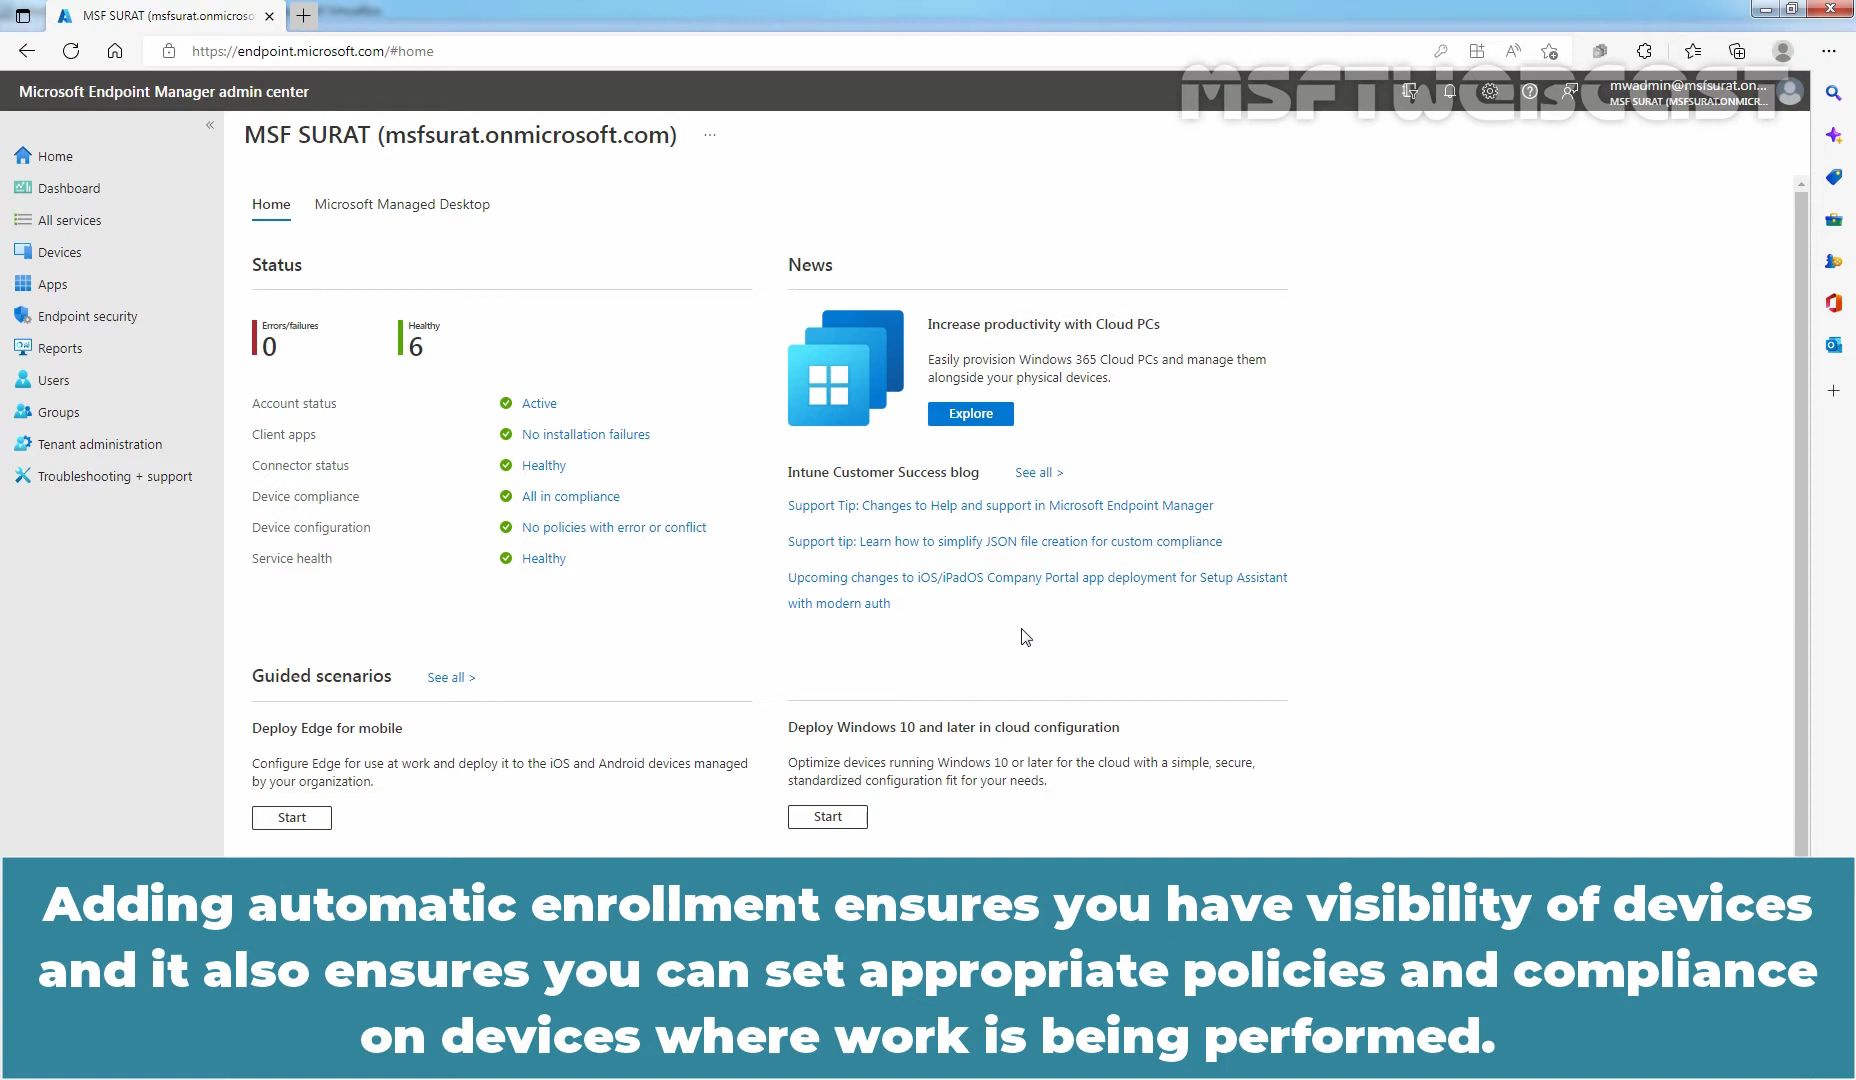 MSF SURAT (msfsurat.onmicroso
https://endpoint.microsoft.com/#home
MSFTWEBCAST
Microsoft Endpoint Manager admin center
mwadmin@msfsurat.on...
MSF SURAT (MSFSURAT.ONMICR...
MSF SURAT (msfsurat.onmicrosoft.com)
...
Home
Dashboard
All services
Devices
Apps
Endpoint security
Reports
Users
Groups
Tenant administration
Troubleshooting + support
Home
Microsoft Managed Desktop
Status
Errors/failures
0
Healthy
6
Account status
Active
Client apps
No installation failures
Connector status
Healthy
Device compliance
All in compliance
Device configuration
No policies with error or conflict
Service health
Healthy
News
Increase productivity with Cloud PCs
Easily provision Windows 365 Cloud PCs and manage them
alongside your physical devices.
Explore
Intune Customer Success blog
See all >
Support Tip: Changes to Help and support in Microsoft Endpoint Manager
Support tip: Learn how to simplify JSON file creation for custom compliance
Upcoming changes to iOS/iPadOS Company Portal app deployment for Setup Assistant
with modern auth
Guided scenarios
See all >
Deploy Edge for mobile
Configure Edge for use at work and deploy it to the iOS and Android devices managed
by your organization.
Start
Deploy Windows 10 and later in cloud configuration
Optimize devices running Windows 10 or later for the cloud with a simple, secure,
standardized configuration fit for your needs.
Start
Adding automatic enrollment ensures you have visibility of devices
and it also ensures you can set appropriate policies and compliance
on devices where work is being performed.